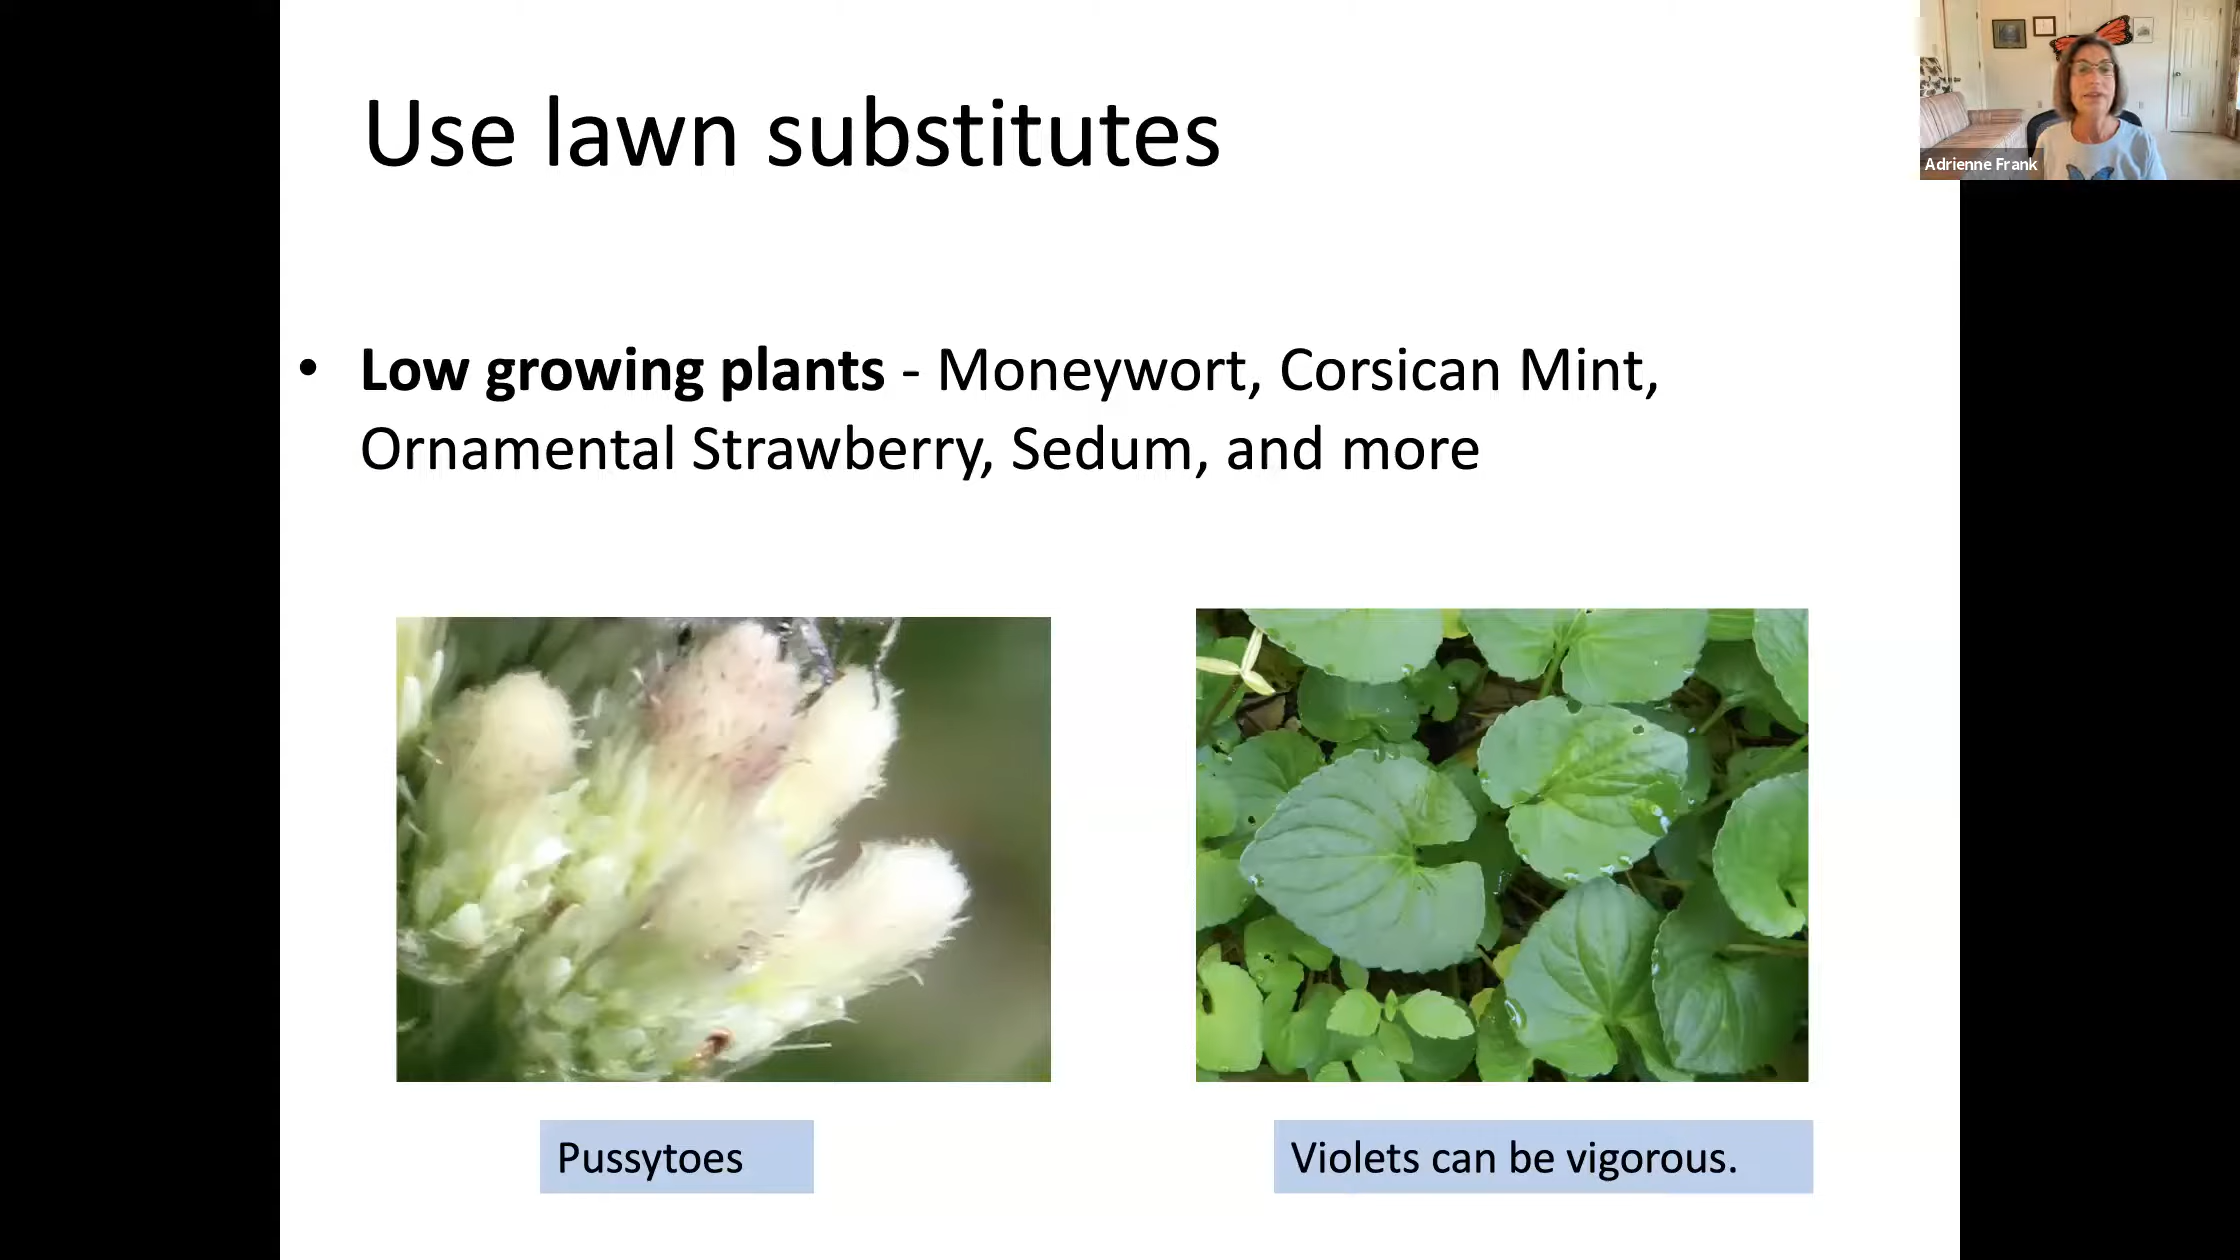 Use lawn substitutes
Adrienne Frank
• Low growing plants - Moneywort, Corsican Mint,
Ornamental Strawberry, Sedum, and more
Pussytoes
Violets can be vigorous.